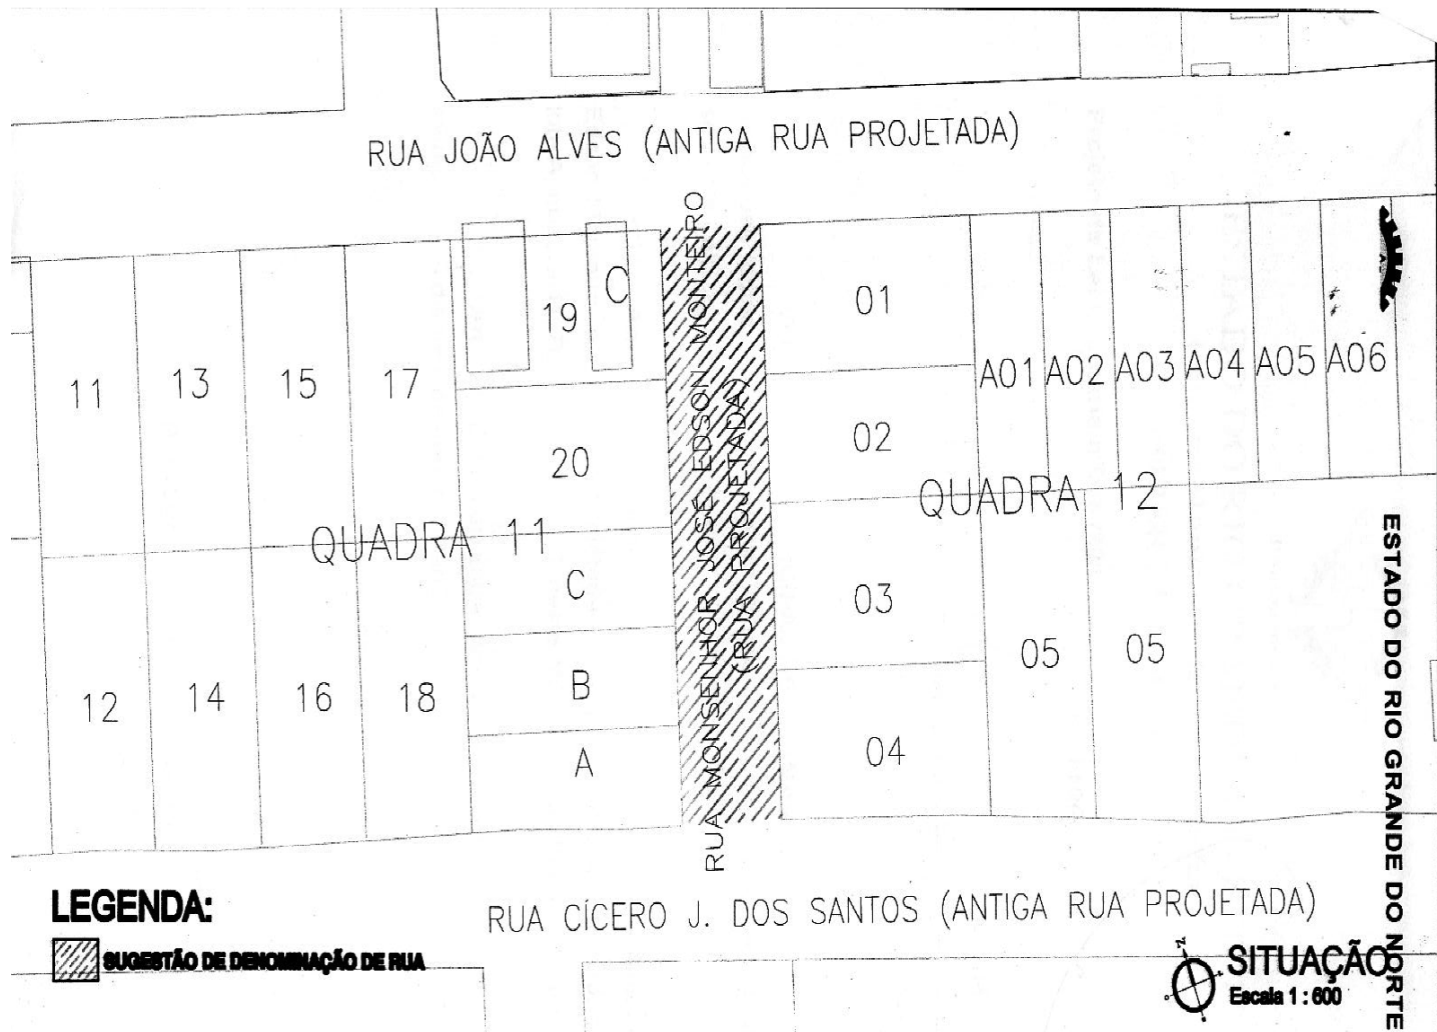 RUA JOÃO ALVES (ANTIGA RUA PROJETADA)
RUA MONSENHOR JOSÉ EDSON MONTEIRO
(RUA PROJETADA)
19
C
01
11
13
15
17
A01
A02
A03
A04
A05
A06
20
02
QUADRA 11
QUADRA 12
C
03
12
14
16
18
B
05
05
A
04
ESTADO DO RIO GRANDE DO NORTE
LEGENDA:
SUGESTÃO DE DENOMINAÇÃO DE RUA
RUA CÍCERO J. DOS SANTOS (ANTIGA RUA PROJETADA)
SITUAÇÃO
Escala 1 : 600